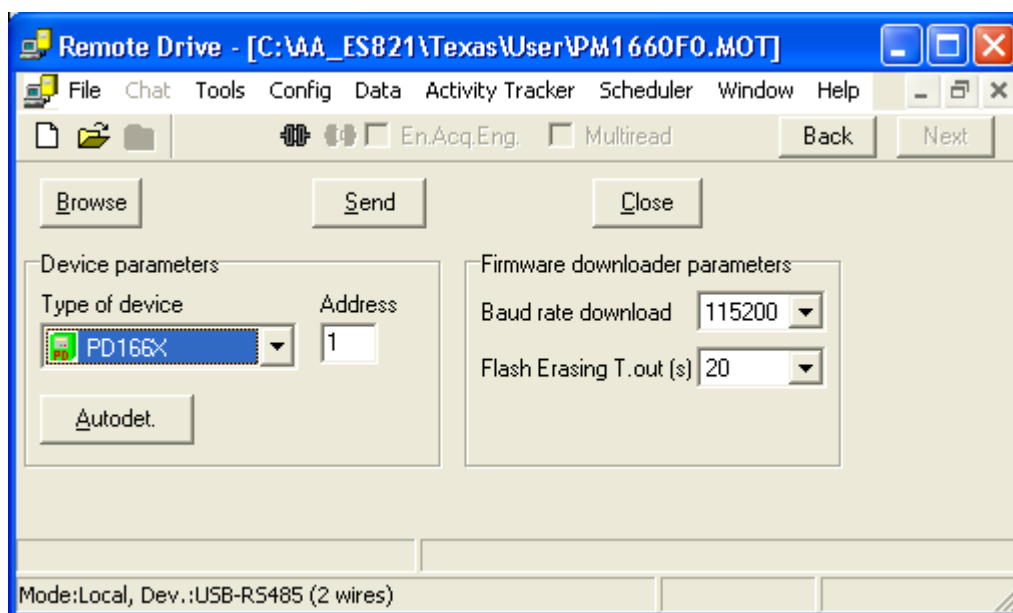 Remote Drive - [C:\AA_ES821\Texas\User\PM1660F0.MOT]
File Chat Tools Config Data Activity Tracker Scheduler Window Help
En.Acq.Eng. Multiread Back Next
Browse Send Close
Device parameters
Type of device Address
PD PD166X 1
Autodet.
Firmware downloader parameters
Baud rate download 115200
Flash Erasing T.out (s) 20
Mode:Local, Dev.:USB-RS485 (2 wires)